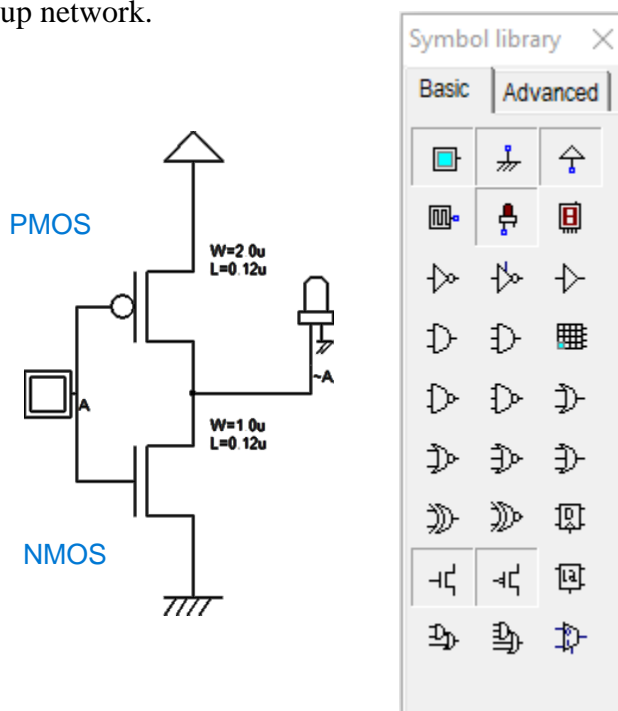 up network.
Symbol library
Basic
Advanced
PMOS
W=2.0u
L=0.12u
~A
A
W=1.0u
L=0.12u
NMOS